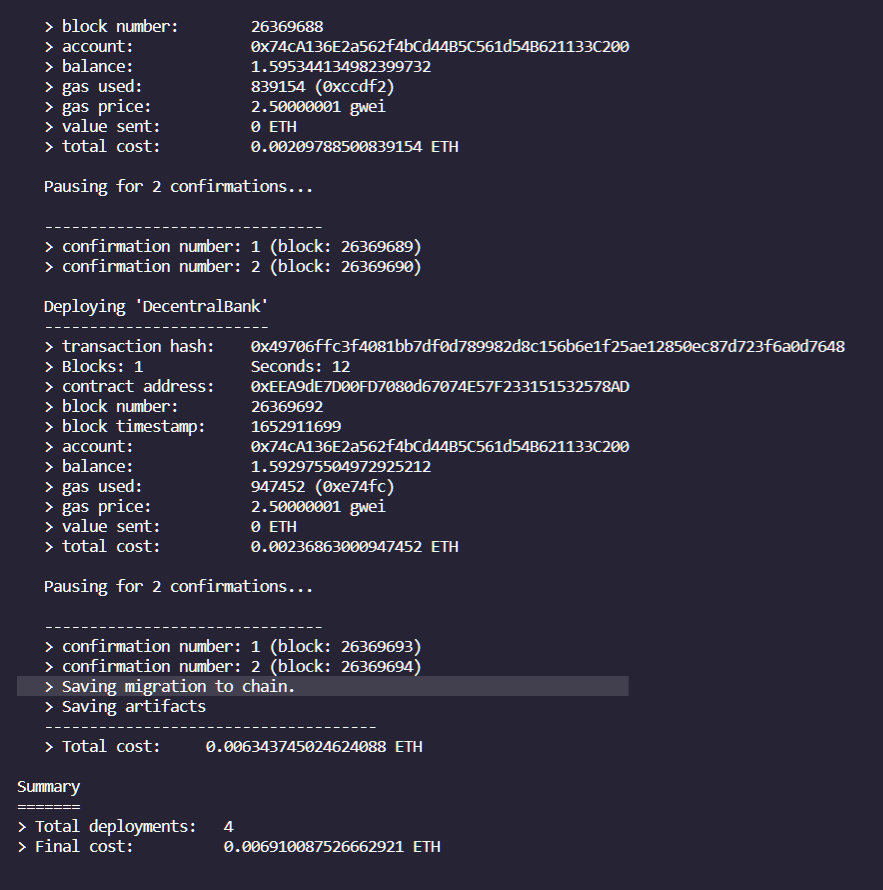 > block number: 26369688
> account: 0x74cA136E2a562f4bCd44B5C561d54B621133C200
> balance: 1.595344134982399732
> gas used: 839154 (0xccdf2)
> gas price: 2.50000001 gwei
> value sent: 0 ETH
> total cost: 0.00209788500839154 ETH
Pausing for 2 confirmations...
-------------------------------
> confirmation number: 1 (block: 26369689)
> confirmation number: 2 (block: 26369690)
Deploying 'DecentralBank'
-------------------------
> transaction hash: 0x49706ffc3f4081bb7df0d789982d8c156b6e1f25ae12850ec87d723f6a0d7648
> Blocks: 1 Seconds: 12
> contract address: 0xEEA9dE7D00FD7080d67074E57F233151532578AD
> block number: 26369692
> block timestamp: 1652911699
> account: 0x74cA136E2a562f4bCd44B5C561d54B621133C200
> balance: 1.592975504972925212
> gas used: 947452 (0xe74fc)
> gas price: 2.50000001 gwei
> value sent: 0 ETH
> total cost: 0.00236863000947452 ETH
Pausing for 2 confirmations...
-------------------------------
> confirmation number: 1 (block: 26369693)
> confirmation number: 2 (block: 26369694)
> Saving migration to chain.
> Saving artifacts
-------------------------------------
> Total cost: 0.006343745024624088 ETH
Summary
=======
> Total deployments: 4
> Final cost: 0.006910087526662921 ETH